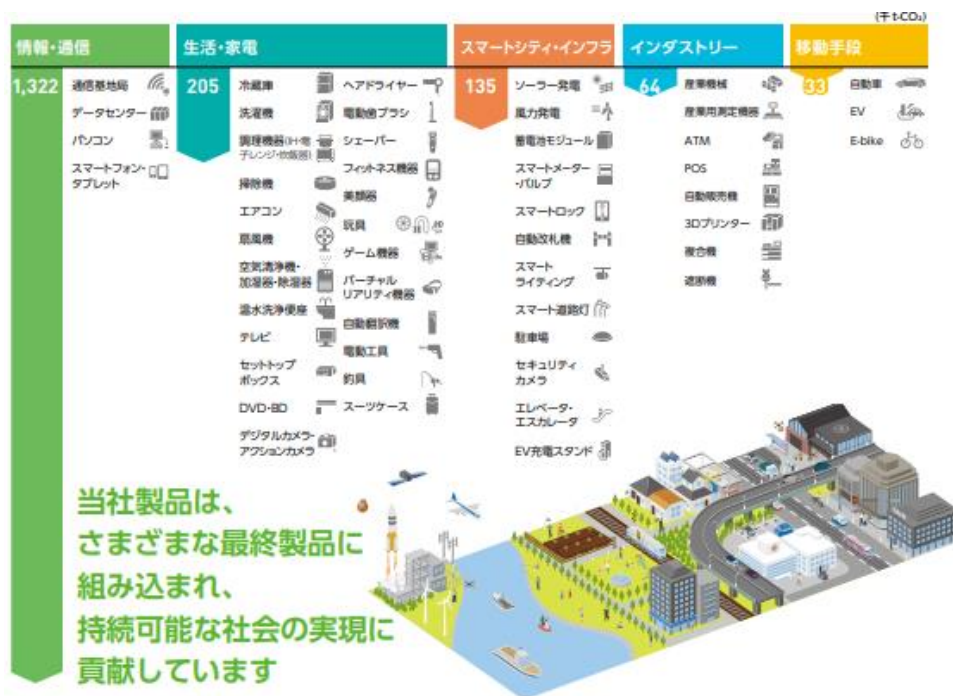 (千t-CO₂)
情報・通信
1,322
通信基地局
データセンター
パソコン
スマートフォン・
タブレット
生活・家電
205
冷蔵庫
洗濯機
調理機器(IH・電
子レンジ・炊飯器)
掃除機
エアコン
扇風機
空気清浄機・
加湿器・除湿器
温水洗浄便座
テレビ
セットトップ
ボックス
DVD・BD
デジタルカメラ・
アクションカメラ
ヘアドライヤー
電動歯ブラシ
シェーバー
フィットネス機器
美顔器
玩具
ゲーム機器
バーチャル
リアリティ機器
自動翻訳機
電動工具
釣具
スーツケース
スマートシティ・インフラ
135
ソーラー発電
風力発電
蓄電池モジュール
スマートメーター
・バルブ
スマートロック
自動改札機
スマート
ライティング
スマート道路灯
駐車場
セキュリティ
カメラ
エレベータ・
エスカレータ
EV充電スタンド
インダストリー
64
産業機械
産業用測定機器
ATM
POS
自動販売機
3Dプリンター
複合機
遮断機
移動手段
33
自動車
EV
E-bike
当社製品は、
さまざまな最終製品に
組み込まれ、
持続可能な社会の実現に
貢献しています